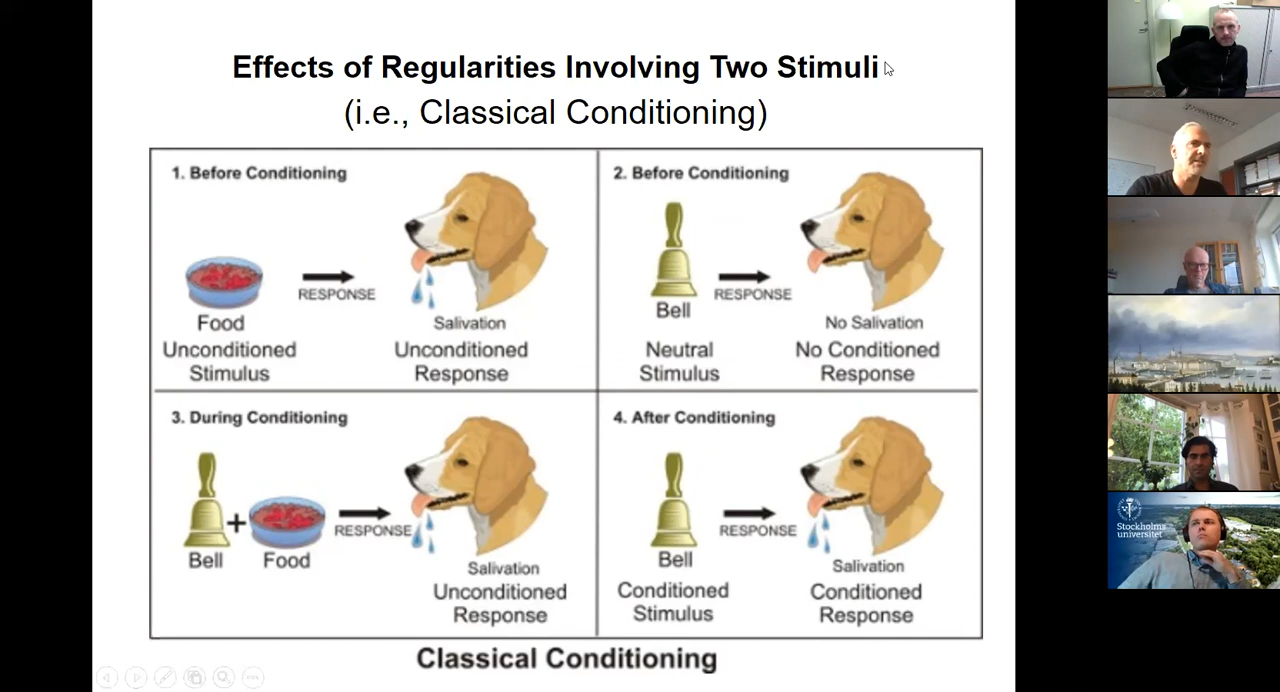 Effects of Regularities Involving Two Stimuli
(i.e., Classical Conditioning)
1. Before Conditioning
RESPONSE
Food
Salivation
Unconditioned
Stimulus
Unconditioned
Response
2. Before Conditioning
RESPONSE
Bell
No Salivation
Neutral
Stimulus
No Conditioned
Response
3. During Conditioning
+
RESPONSE
Bell
Food
Salivation
Unconditioned
Response
4. After Conditioning
RESPONSE
Bell
Salivation
Conditioned
Stimulus
Conditioned
Response
Classical Conditioning
Stockholms
universitet